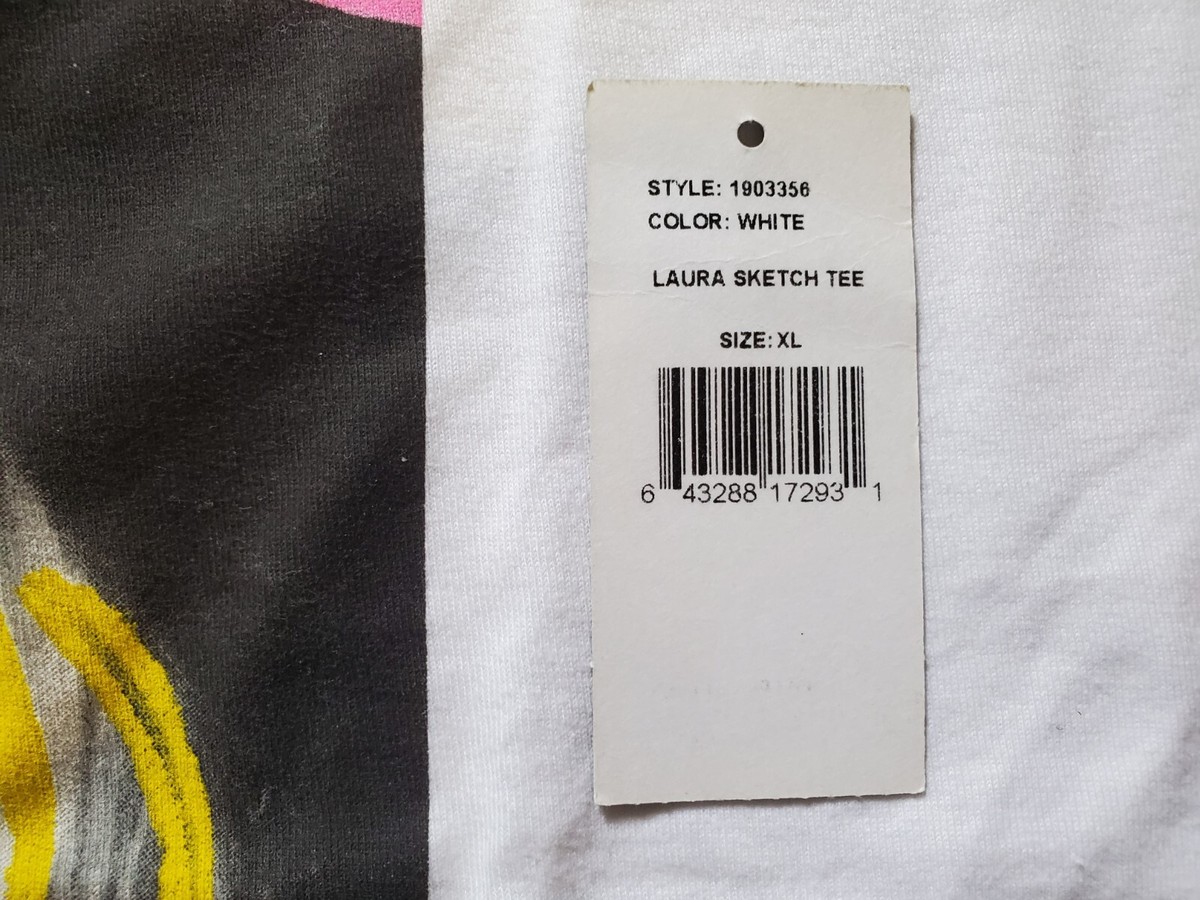 STYLE: 1903356
COLOR: WHITE
LAURA SKETCH TEE
SIZE: XL
6 43288 17293 1